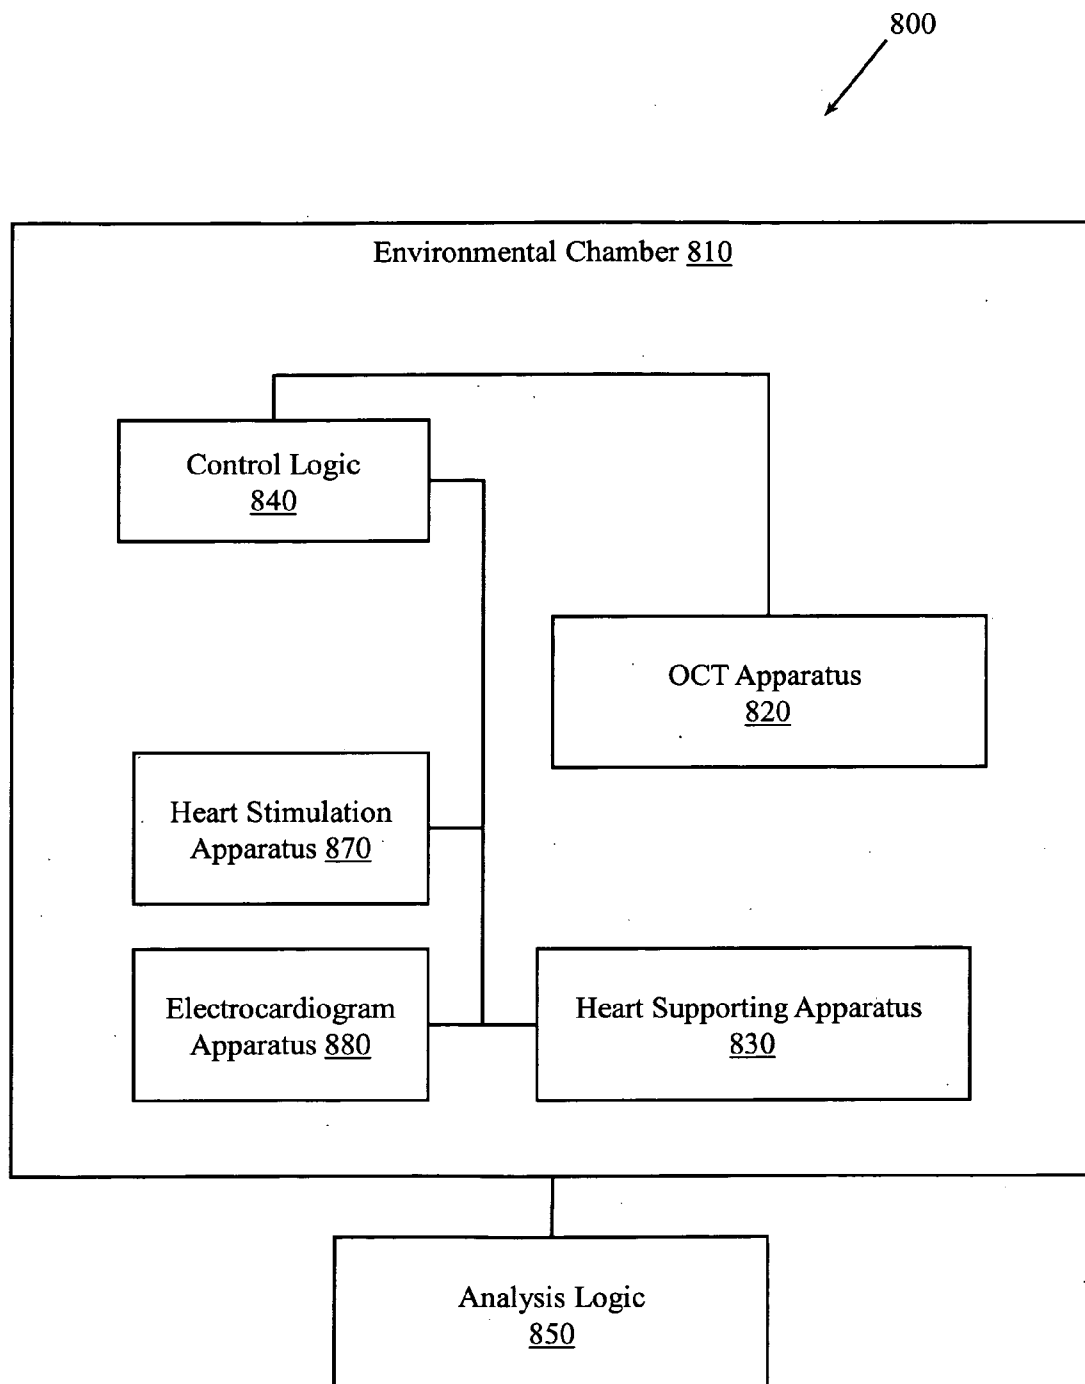 800
Environmental Chamber 810
Control Logic
840
OCT Apparatus
820
Heart Stimulation
Apparatus 870
Electrocardiogram
Apparatus 880
Heart Supporting Apparatus
830
Analysis Logic
850